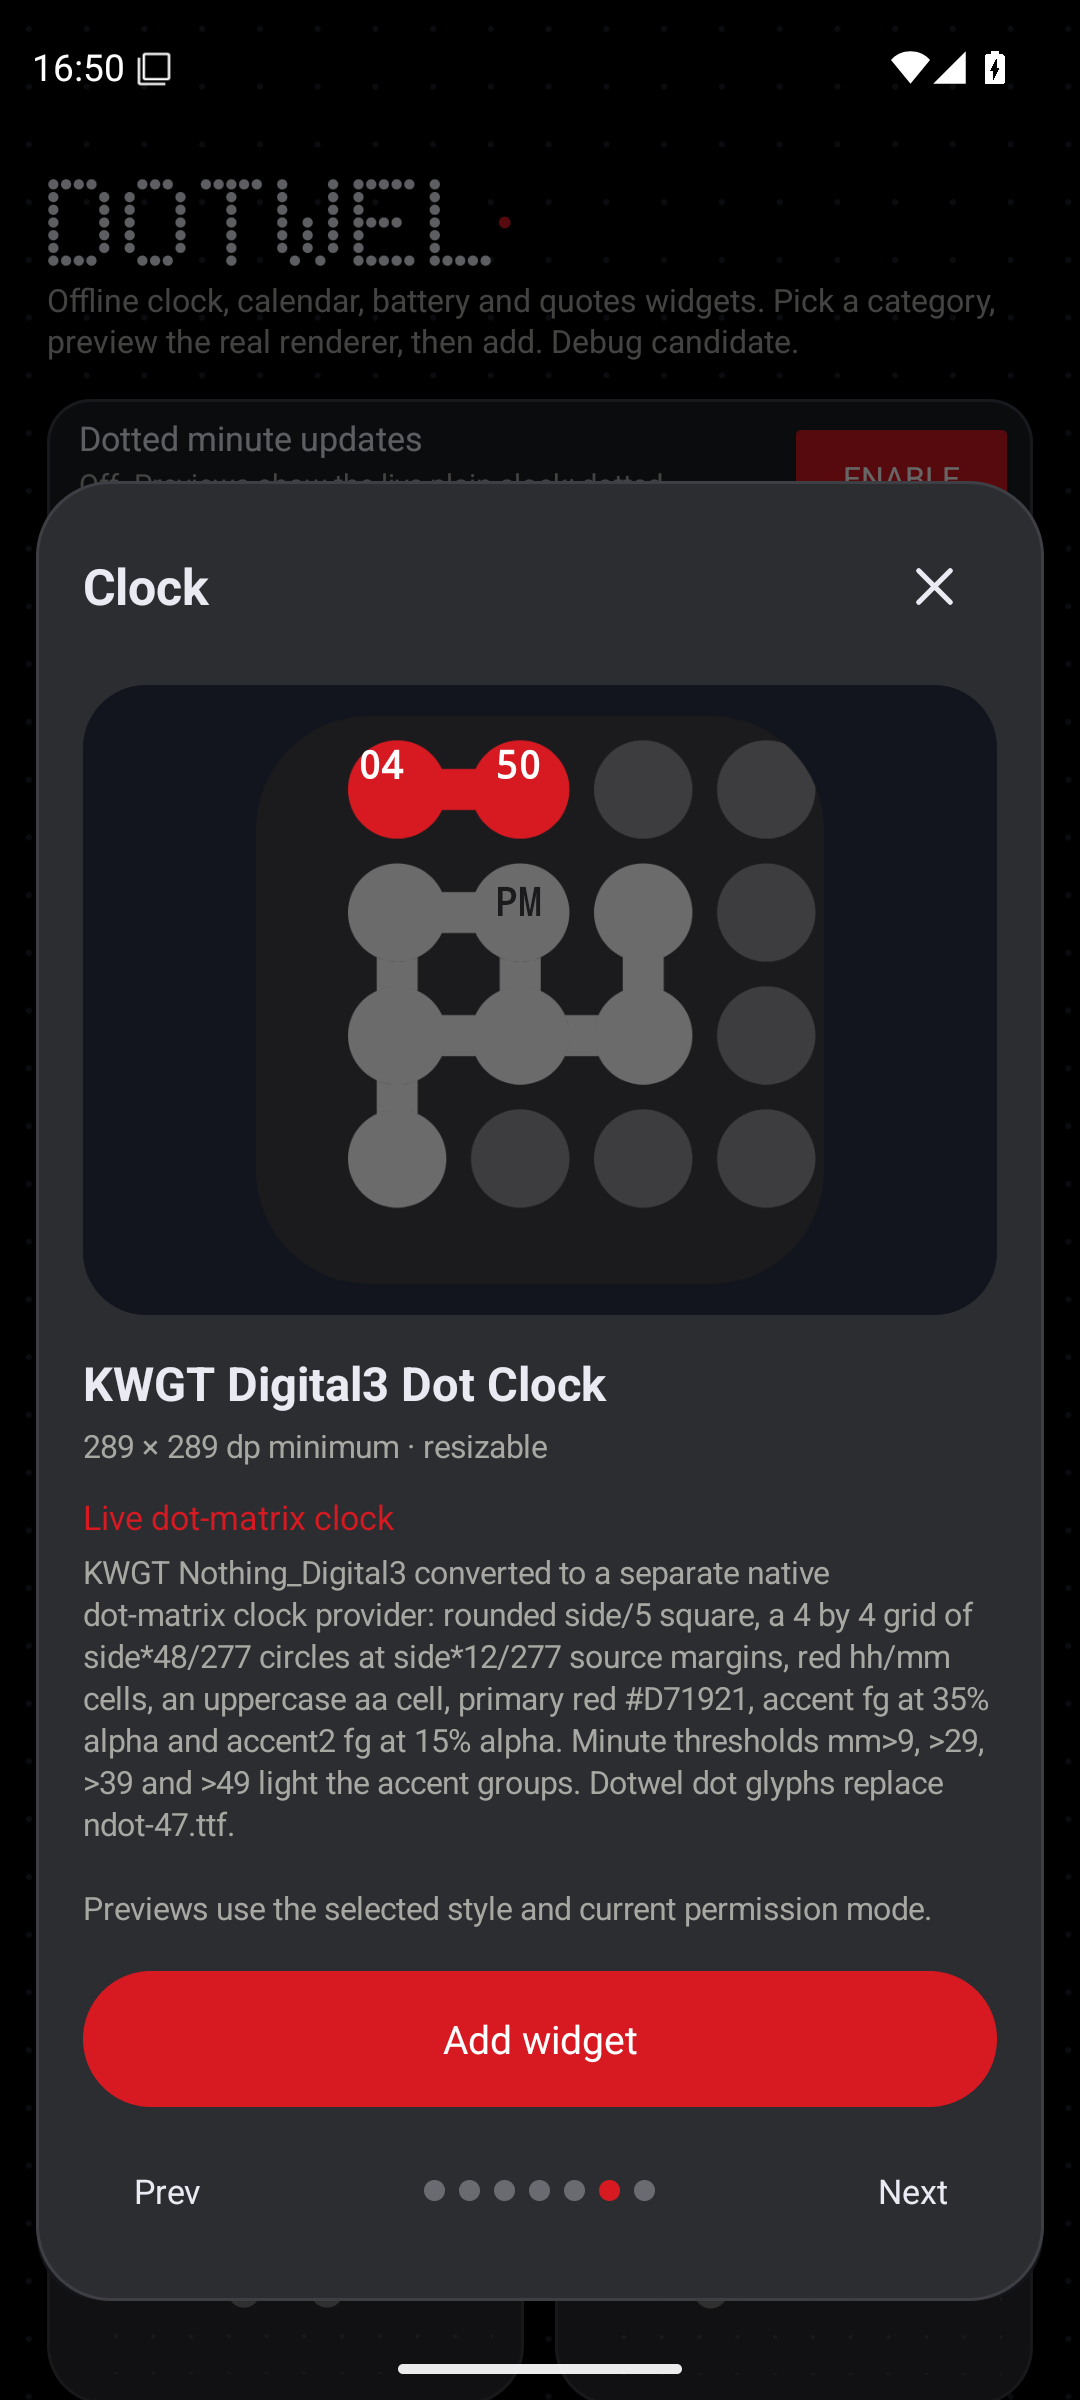 16:50
DOTWEL
Offline clock, calendar, battery and quotes widgets. Pick a category,
preview the real renderer, then add. Debug candidate.
Dotted minute updates
ENABLE
Clock
04 50
PM
KWGT Digital3 Dot Clock
289 × 289 dp minimum · resizable
Live dot-matrix clock
KWGT Nothing_Digital3 converted to a separate native
dot-matrix clock provider: rounded side/5 square, a 4 by 4 grid of
side*48/277 circles at side*12/277 source margins, red hh/mm
cells, an uppercase aa cell, primary red #D71921, accent fg at 35%
alpha and accent2 fg at 15% alpha. Minute thresholds mm>9, >29,
>39 and >49 light the accent groups. Dotwel dot glyphs replace
ndot-47.ttf.
Previews use the selected style and current permission mode.
Add widget
Prev
Next